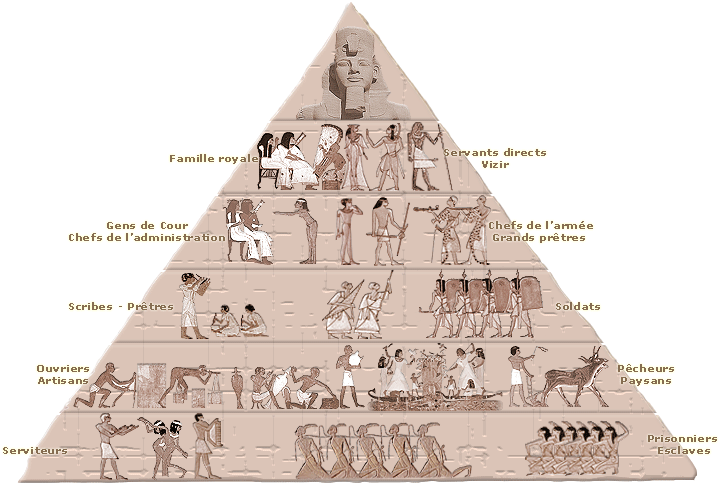 Famille royale
Servants directs
Vizir
Gens de Cour
Chefs de l'administration
Chefs de l'armée
Grands prêtres
Scribes - Prêtres
Soldats
Ouvriers
Artisans
Pêcheurs
Paysans
Serviteurs
Prisonniers
Esclaves